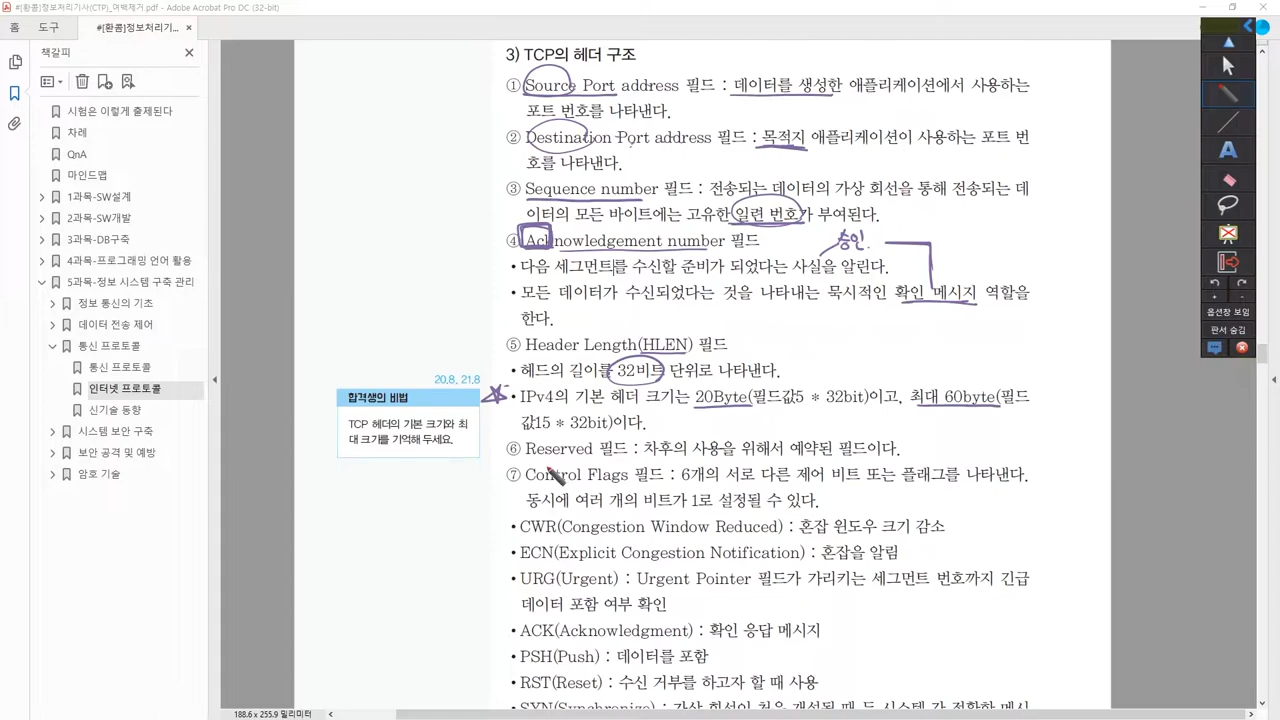 #[황콤]정보처리기사(CTP)_여백제거.pdf - Adobe Acrobat Pro DC (32-bit)
홈 도구 #[황콤]정보처리기... ×
책갈피 ×
시험은 이렇게 출제된다
차례
QnA
마인드맵
1과목-SW설계
2과목-SW개발
3과목-DB구축
4과목-프로그래밍 언어 활용
5과목-정보 시스템 구축 관리
정보 통신의 기초
데이터 전송 제어
통신 프로토콜
통신 프로토콜
인터넷 프로토콜
신기술 동향
시스템 보안 구축
보안 공격 및 예방
암호 기술
20.8, 21.8
합격생의 비법
TCP 헤더의 기본 크기와 최
대 크기를 기억해 두세요.
3) TCP의 헤더 구조
① Source Port address 필드 : 데이터를 생성한 애플리케이션에서 사용하는
포트 번호를 나타낸다.
② Destination Port address 필드 : 목적지 애플리케이션이 사용하는 포트 번
호를 나타낸다.
③ Sequence number 필드 : 전송되는 데이터의 가상 회선을 통해 전송되는 데
이터의 모든 바이트에는 고유한 일련 번호가 부여된다.
④ Acknowledgement number 필드
승인.
• 다음 세그먼트를 수신할 준비가 되었다는 사실을 알린다.
• 모든 데이터가 수신되었다는 것을 나타내는 묵시적인 확인 메시지 역할을
한다.
⑤ Header Length(HLEN) 필드
• 헤드의 길이를 32비트 단위로 나타낸다.
• IPv4의 기본 헤더 크기는 20Byte(필드값5 * 32bit)이고, 최대 60byte(필드
값15 * 32bit)이다.
⑥ Reserved 필드 : 차후의 사용을 위해서 예약된 필드이다.
⑦ Control Flags 필드 : 6개의 서로 다른 제어 비트 또는 플래그를 나타낸다.
동시에 여러 개의 비트가 1로 설정될 수 있다.
• CWR(Congestion Window Reduced) : 혼잡 윈도우 크기 감소
• ECN(Explicit Congestion Notification) : 혼잡을 알림
• URG(Urgent) : Urgent Pointer 필드가 가리키는 세그먼트 번호까지 긴급
데이터 포함 여부 확인
• ACK(Acknowledgment) : 확인 응답 메시지
• PSH(Push) : 데이터를 포함
• RST(Reset) : 수신 거부를 하고자 할 때 사용
• SYN(Synchronize) : 가상 회선이 처음 개설될 때 두 시스템 간 전환한 메시
옵션창 보임
판서 숨김
188.6 x 255.9 밀리미터